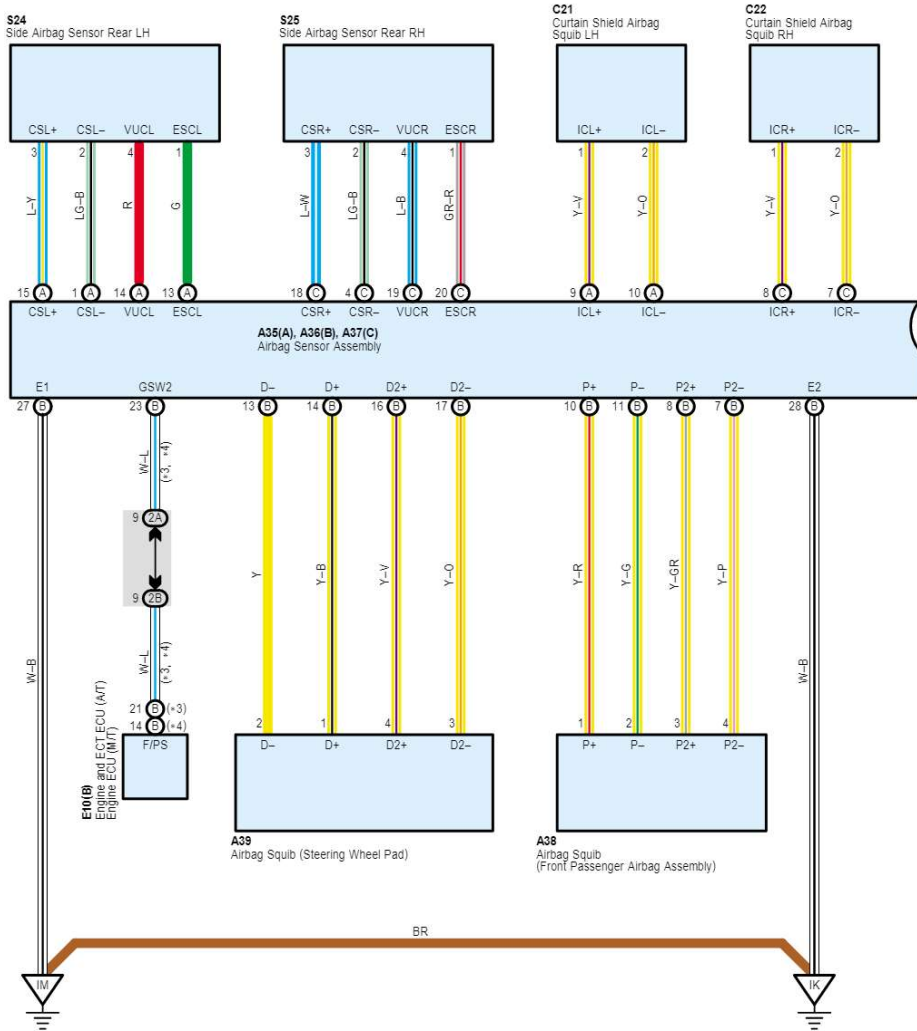 S24
Side Airbag Sensor Rear LH
S25
Side Airbag Sensor Rear RH
C21
Curtain Shield Airbag
Squib LH
C22
Curtain Shield Airbag
Squib RH
CSL+ CSL– VUCL ESCL
CSR+ CSR– VUCR ESCR
ICL+ ICL–
ICR+ ICR–
3 2 4 1
3 2 4 1
1 2
1 2
L–Y LG–B R G
L–W LG–B L–B GR–R
Y–V Y–O
Y–V Y–O
15 A 1 A 14 A 13 A
18 C 4 C 19 C 20 C
9 A 10 A
8 C 7 C
CSL+ CSL– VUCL ESCL
CSR+ CSR– VUCR ESCR
ICL+ ICL–
ICR+ ICR–
A35(A), A36(B), A37(C)
Airbag Sensor Assembly
E1 GSW2 D– D+ D2+ D2– P+ P– P2+ P2– E2
27 B 23 B 13 B 14 B 16 B 17 B 10 B 11 B 8 B 7 B 28 B
W–L
(*3, *4)
9 2A
9 2B
W–B
Y Y–B Y–V Y–O
Y–R Y–G Y–GR Y–P
W–B
W–L
(*3, *4)
21 B (*3)
14 B (*4)
F/PS
E10(B)
Engine and ECT ECU (A/T)
Engine ECU (M/T)
2 1 4 3
D– D+ D2+ D2–
A39
Airbag Squib (Steering Wheel Pad)
1 2 3 4
P+ P– P2+ P2–
A38
Airbag Squib
(Front Passenger Airbag Assembly)
BR
IM
IK